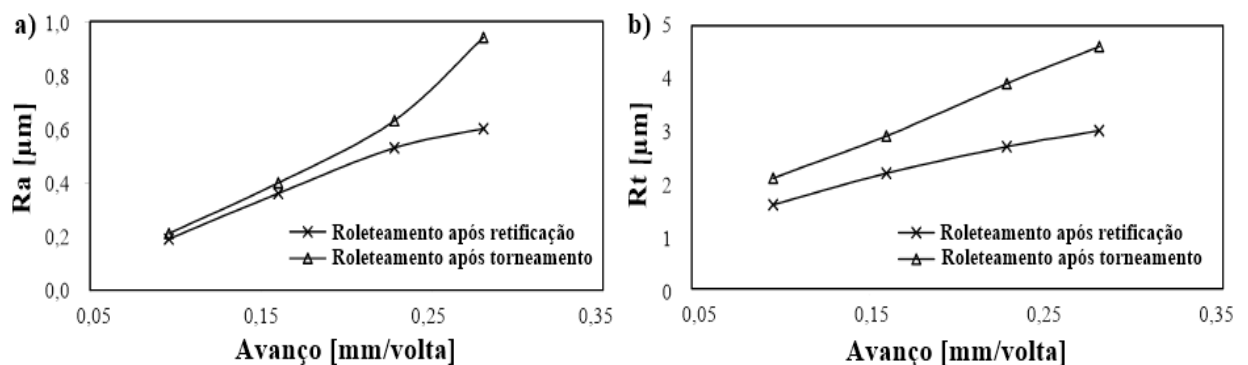 a)
1,0
0,8
0,6
0,4
0,2
0,0
Ra [µm]
Roleteamento após retificação
Roleteamento após torneamento
0,05 0,15 0,25 0,35
Avanço [mm/volta]
b)
5
4
3
2
1
0
Rt [µm]
Roleteamento após retificação
Roleteamento após torneamento
0,05 0,15 0,25 0,35
Avanço [mm/volta]